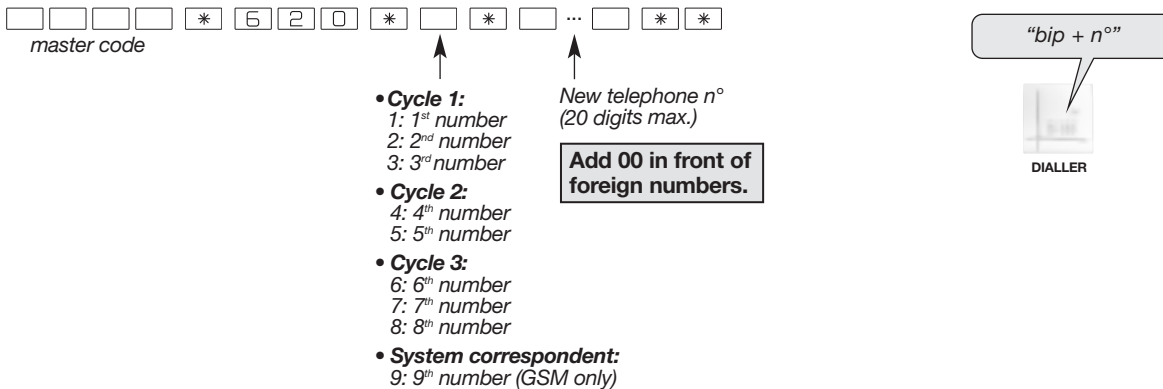 * 6 2 0 * * ... * *
master code
"bip + n°"
DIALLER
• Cycle 1:
1: 1st number
2: 2nd number
3: 3rd number
• Cycle 2:
4: 4th number
5: 5th number
• Cycle 3:
6: 6th number
7: 7th number
8: 8th number
• System correspondent:
9: 9th number (GSM only)
New telephone n°
(20 digits max.)
Add 00 in front of
foreign numbers.